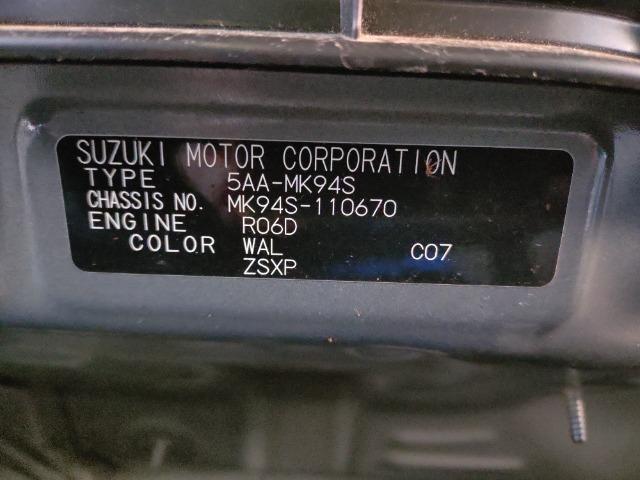 SUZUKI MOTOR CORPORATION
TYPE 5AA-MK94S
CHASSIS NO. MK94S-110670
ENGINE R06D
COLOR WAL C07
ZSXP